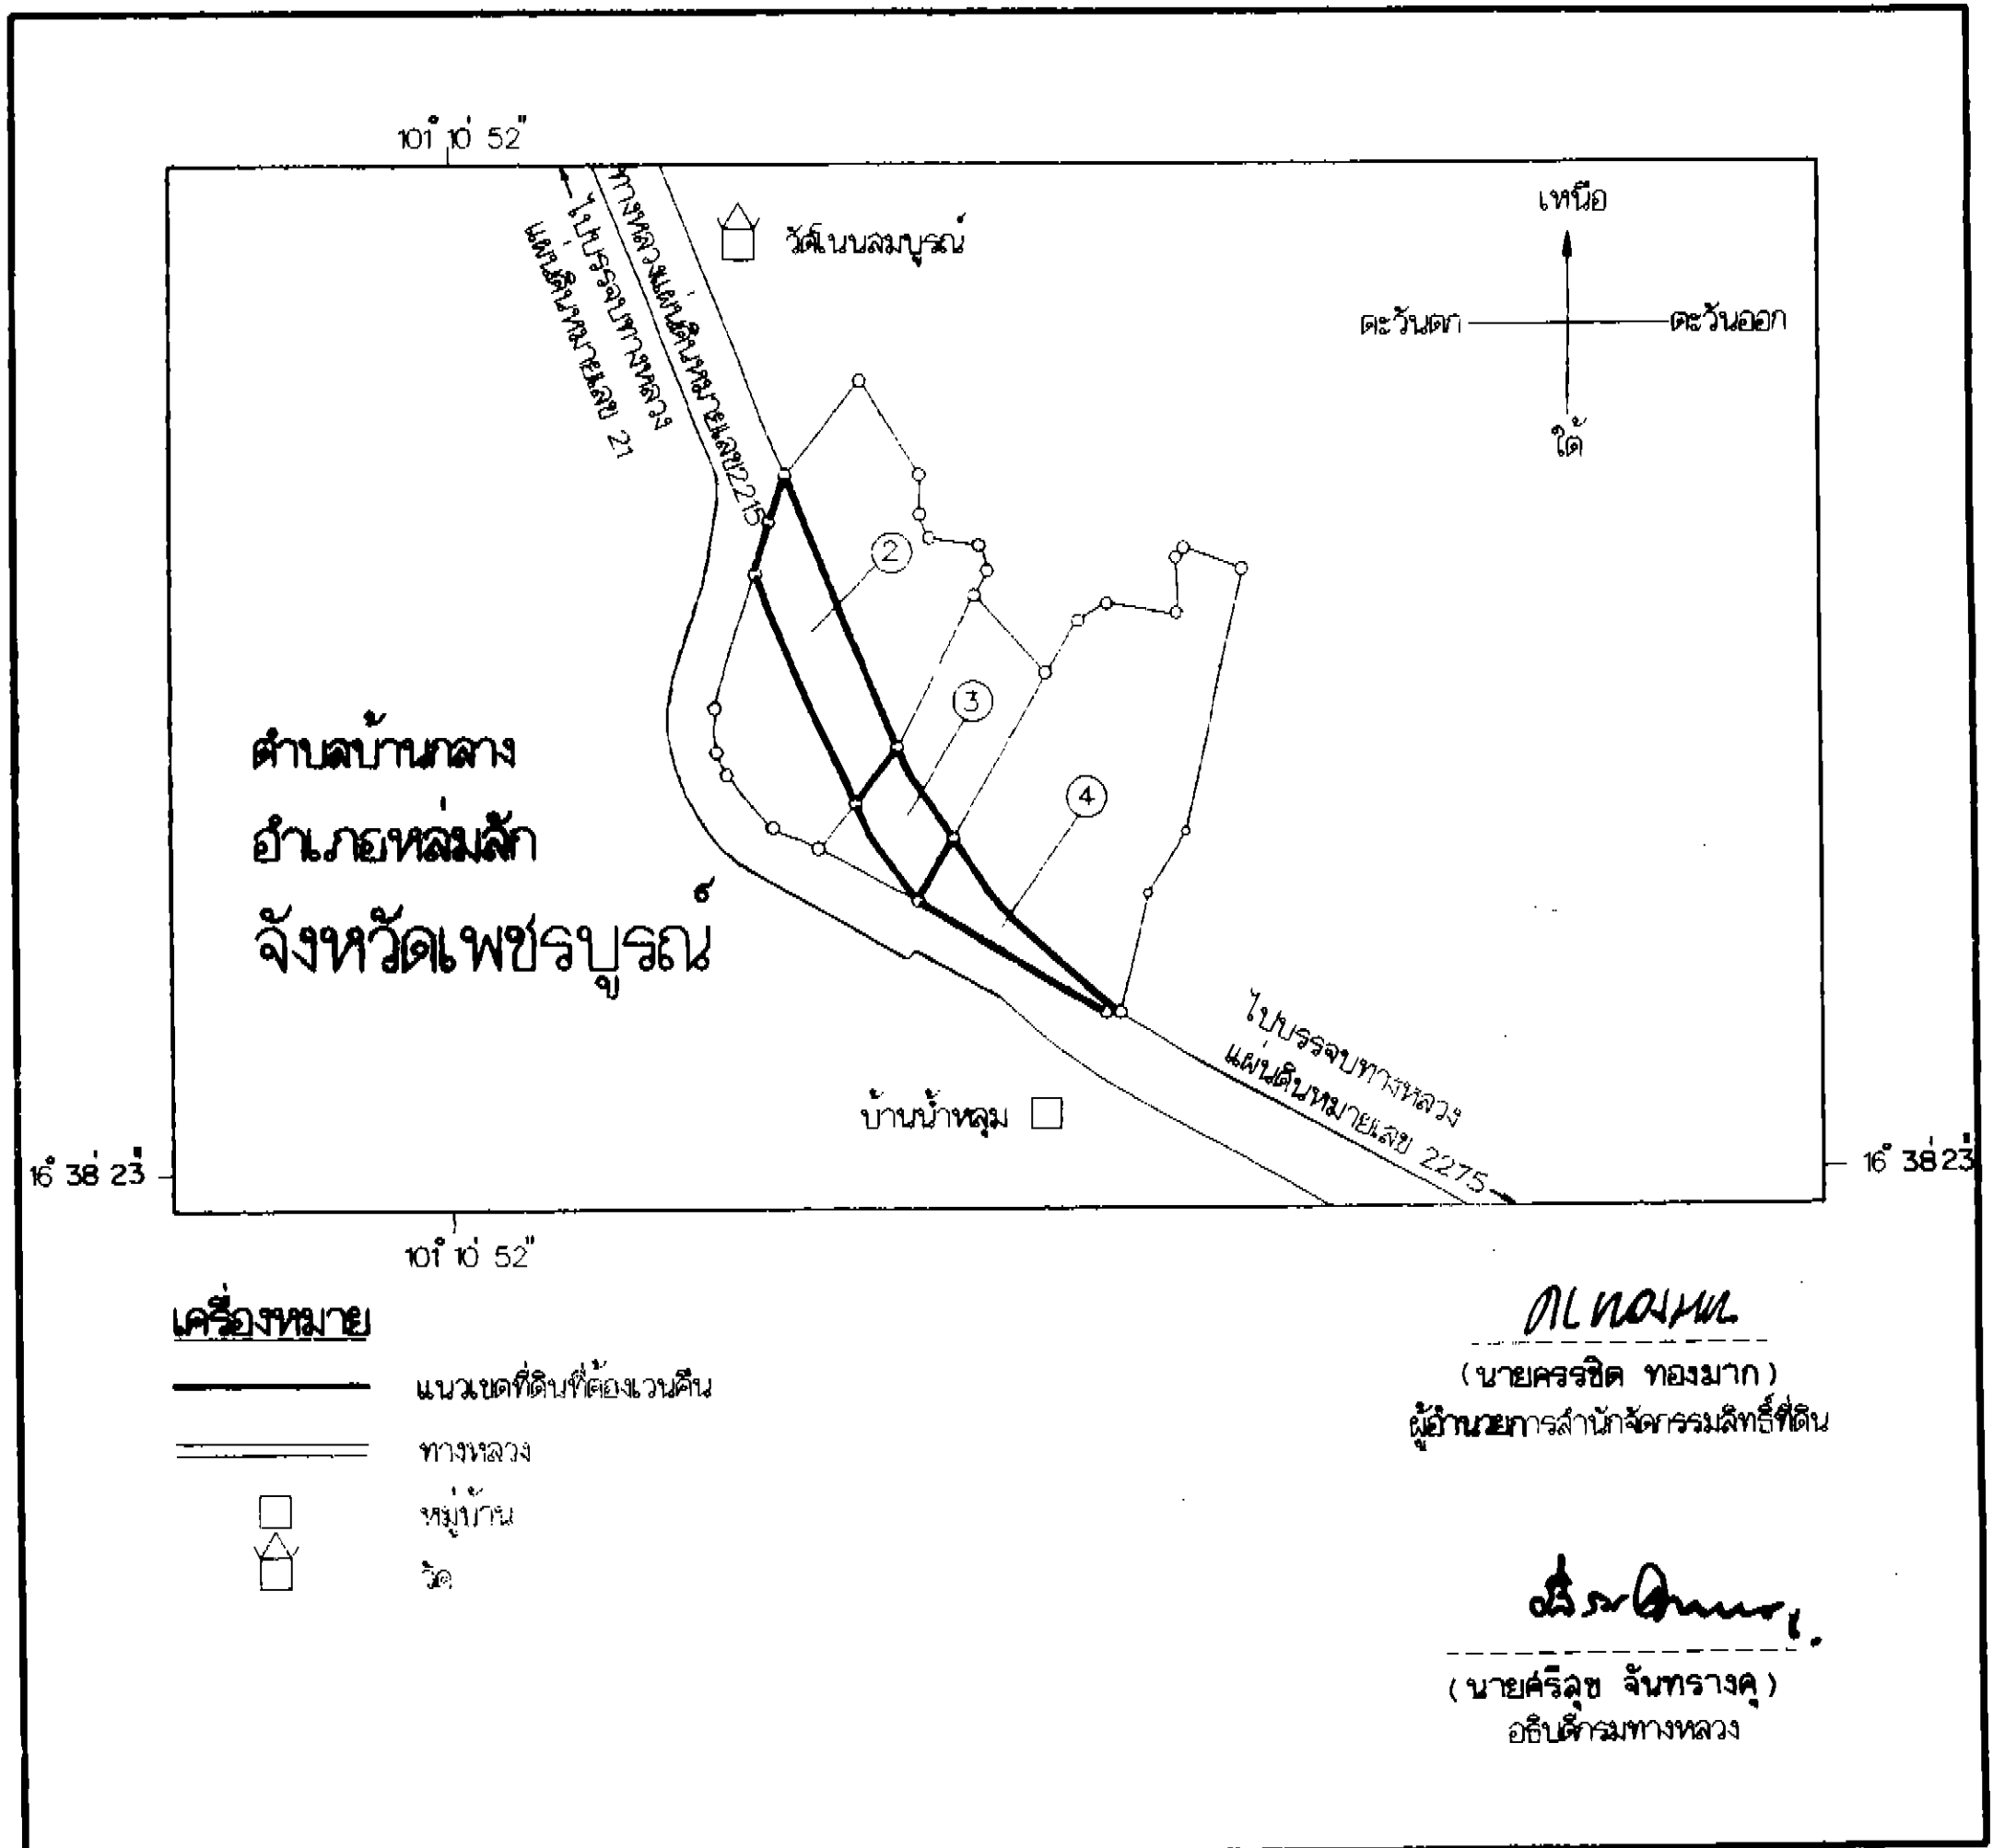 101° 10' 52"
ทางหลวงแผ่นดินหมายเลข2215
ไปบรรจบทางหลวง
แผ่นดินหมายเลข 21
วัดโนนสมบูรณ์
เหนือ
ตะวันตก
ตะวันออก
ใต้
2
3
4
ตำบลบ้านกลาง
อำเภอหล่มสัก
จังหวัดเพชรบูรณ์
ไปบรรจบทางหลวง
แผ่นดินหมายเลข 2275
บ้านน้ำหลุม
16° 38' 23"
16° 38' 23"
101° 10' 52"
เครื่องหมาย
แนวเขตที่ดินที่ต้องเวนคืน
ทางหลวง
หมู่บ้าน
วัด
(นายครรชิต ทองมาก)
ผู้อำนวยการสำนักจัดกรรมสิทธิ์ที่ดิน
(นายศรีสุข จันทรางศุ)
อธิบดีกรมทางหลวง